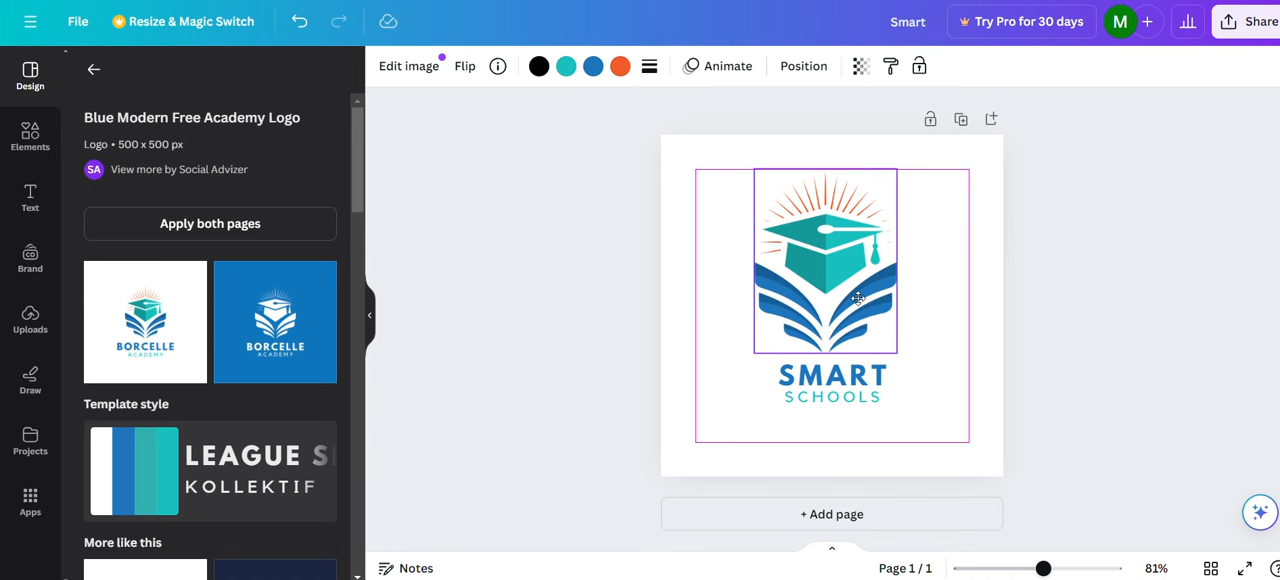 File
Resize & Magic Switch
Smart
Try Pro for 30 days
M
Share
Design
Elements
Text
Brand
Uploads
Draw
Projects
Apps
Blue Modern Free Academy Logo
Logo • 500 x 500 px
SA View more by Social Advizer
Apply both pages
BORCELLE
ACADEMY
BORCELLE
ACADEMY
Template style
LEAGUE S
KOLLEKTIF
More like this
Edit image
Flip
Animate
Position
SMART
SCHOOLS
+ Add page
Notes
Page 1 / 1
81%